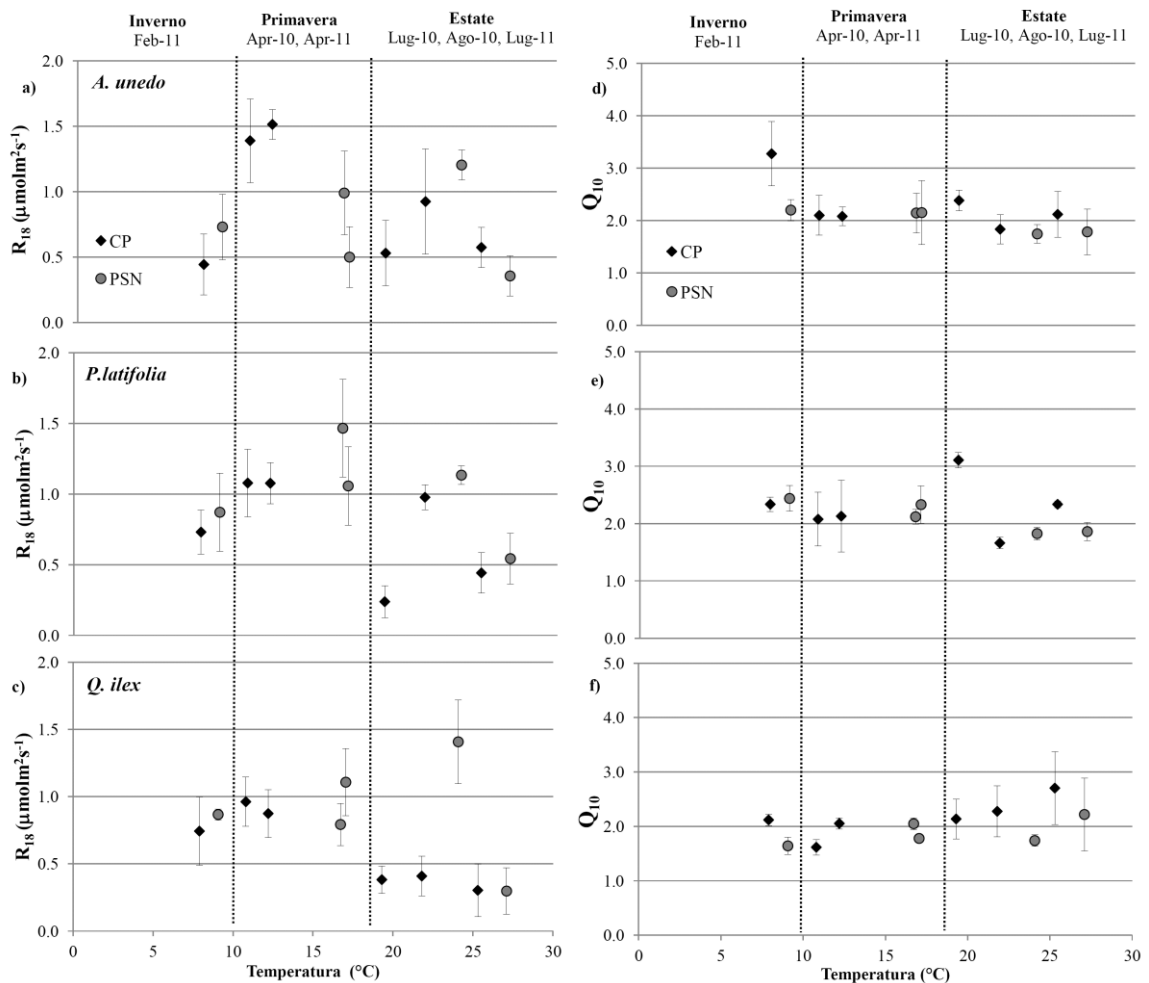 Inverno
Feb-11
Primavera
Apr-10, Apr-11
Estate
Lug-10, Ago-10, Lug-11
a)
A. unedo
R18 (μmolm²s⁻¹)
2.0
1.5
1.0
0.5
0.0
CP
PSN
b)
P.latifolia
R18 (μmolm²s⁻¹)
2.0
1.5
1.0
0.5
0.0
c)
Q. ilex
R18 (μmolm²s⁻¹)
2.0
1.5
1.0
0.5
0.0
0 5 10 15 20 25 30
Temperatura (°C)
Inverno
Feb-11
Primavera
Apr-10, Apr-11
Estate
Lug-10, Ago-10, Lug-11
d)
Q10
5.0
4.0
3.0
2.0
1.0
0.0
CP
PSN
e)
Q10
5.0
4.0
3.0
2.0
1.0
0.0
f)
Q10
5.0
4.0
3.0
2.0
1.0
0.0
0 5 10 15 20 25 30
Temperatura (°C)